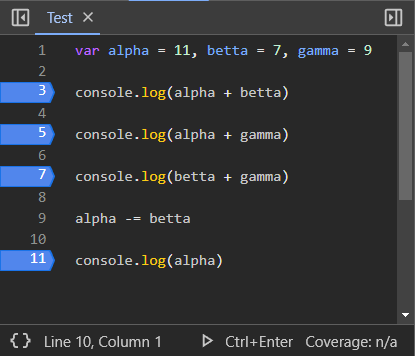 Test
1 var alpha = 11, betta = 7, gamma = 9
2
3 console.log(alpha + betta)
4
5 console.log(alpha + gamma)
6
7 console.log(betta + gamma)
8
9 alpha -= betta
10
11 console.log(alpha)
{} Line 10, Column 1 Ctrl+Enter Coverage: n/a